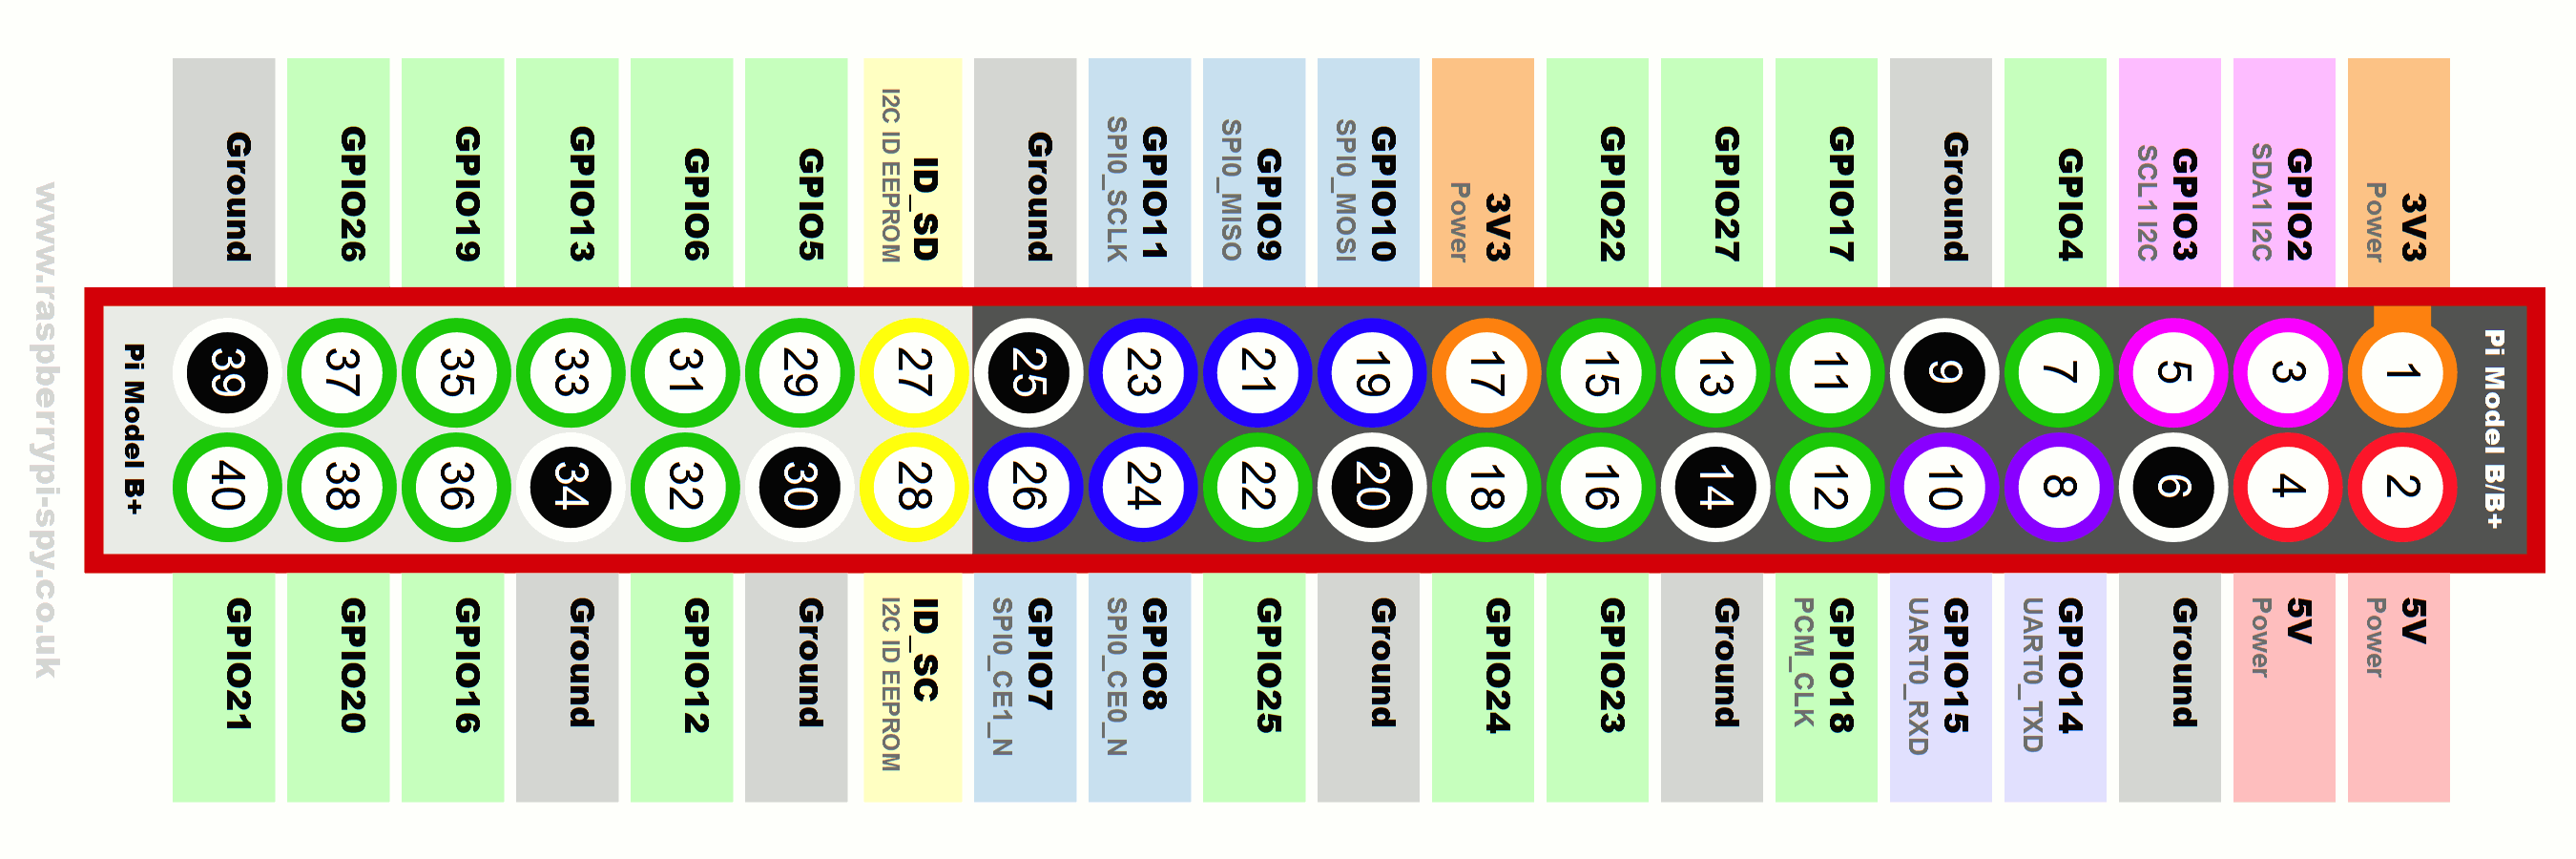 Pi Model B/B+
3V3
Power
1
2
5V
Power
GPIO2
SDA1 I2C
3
4
5V
Power
GPIO3
SCL1 I2C
5
6
Ground
GPIO4
7
8
GPIO14
UART0_TXD
Ground
9
10
GPIO15
UART0_RXD
GPIO17
11
12
GPIO18
PCM_CLK
GPIO27
13
14
Ground
GPIO22
15
16
GPIO23
3V3
Power
17
18
GPIO24
GPIO10
SPI0_MOSI
19
20
Ground
GPIO9
SPI0_MISO
21
22
GPIO25
GPIO11
SPI0_SCLK
23
24
GPIO8
SPI0_CE0_N
Ground
25
26
GPIO7
SPI0_CE1_N
ID_SD
I2C ID EEPROM
27
28
ID_SC
I2C ID EEPROM
GPIO5
29
30
Ground
GPIO6
31
32
GPIO12
GPIO13
33
34
Ground
GPIO19
35
36
GPIO16
GPIO26
37
38
GPIO20
Ground
39
40
GPIO21
Pi Model B+
www.raspberrypi-spy.co.uk